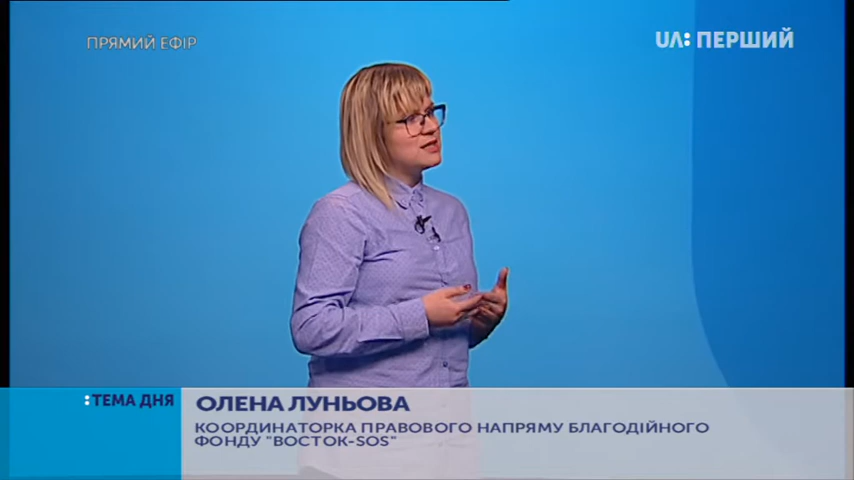 ПРЯМИЙ ЕФІР
UA: ПЕРШИЙ
:ТЕМА ДНЯ
ОЛЕНА ЛУНЬОВА
КООРДИНАТОРКА ПРАВОВОГО НАПРЯМУ БЛАГОДІЙНОГО
ФОНДУ "ВОСТОК-SOS"